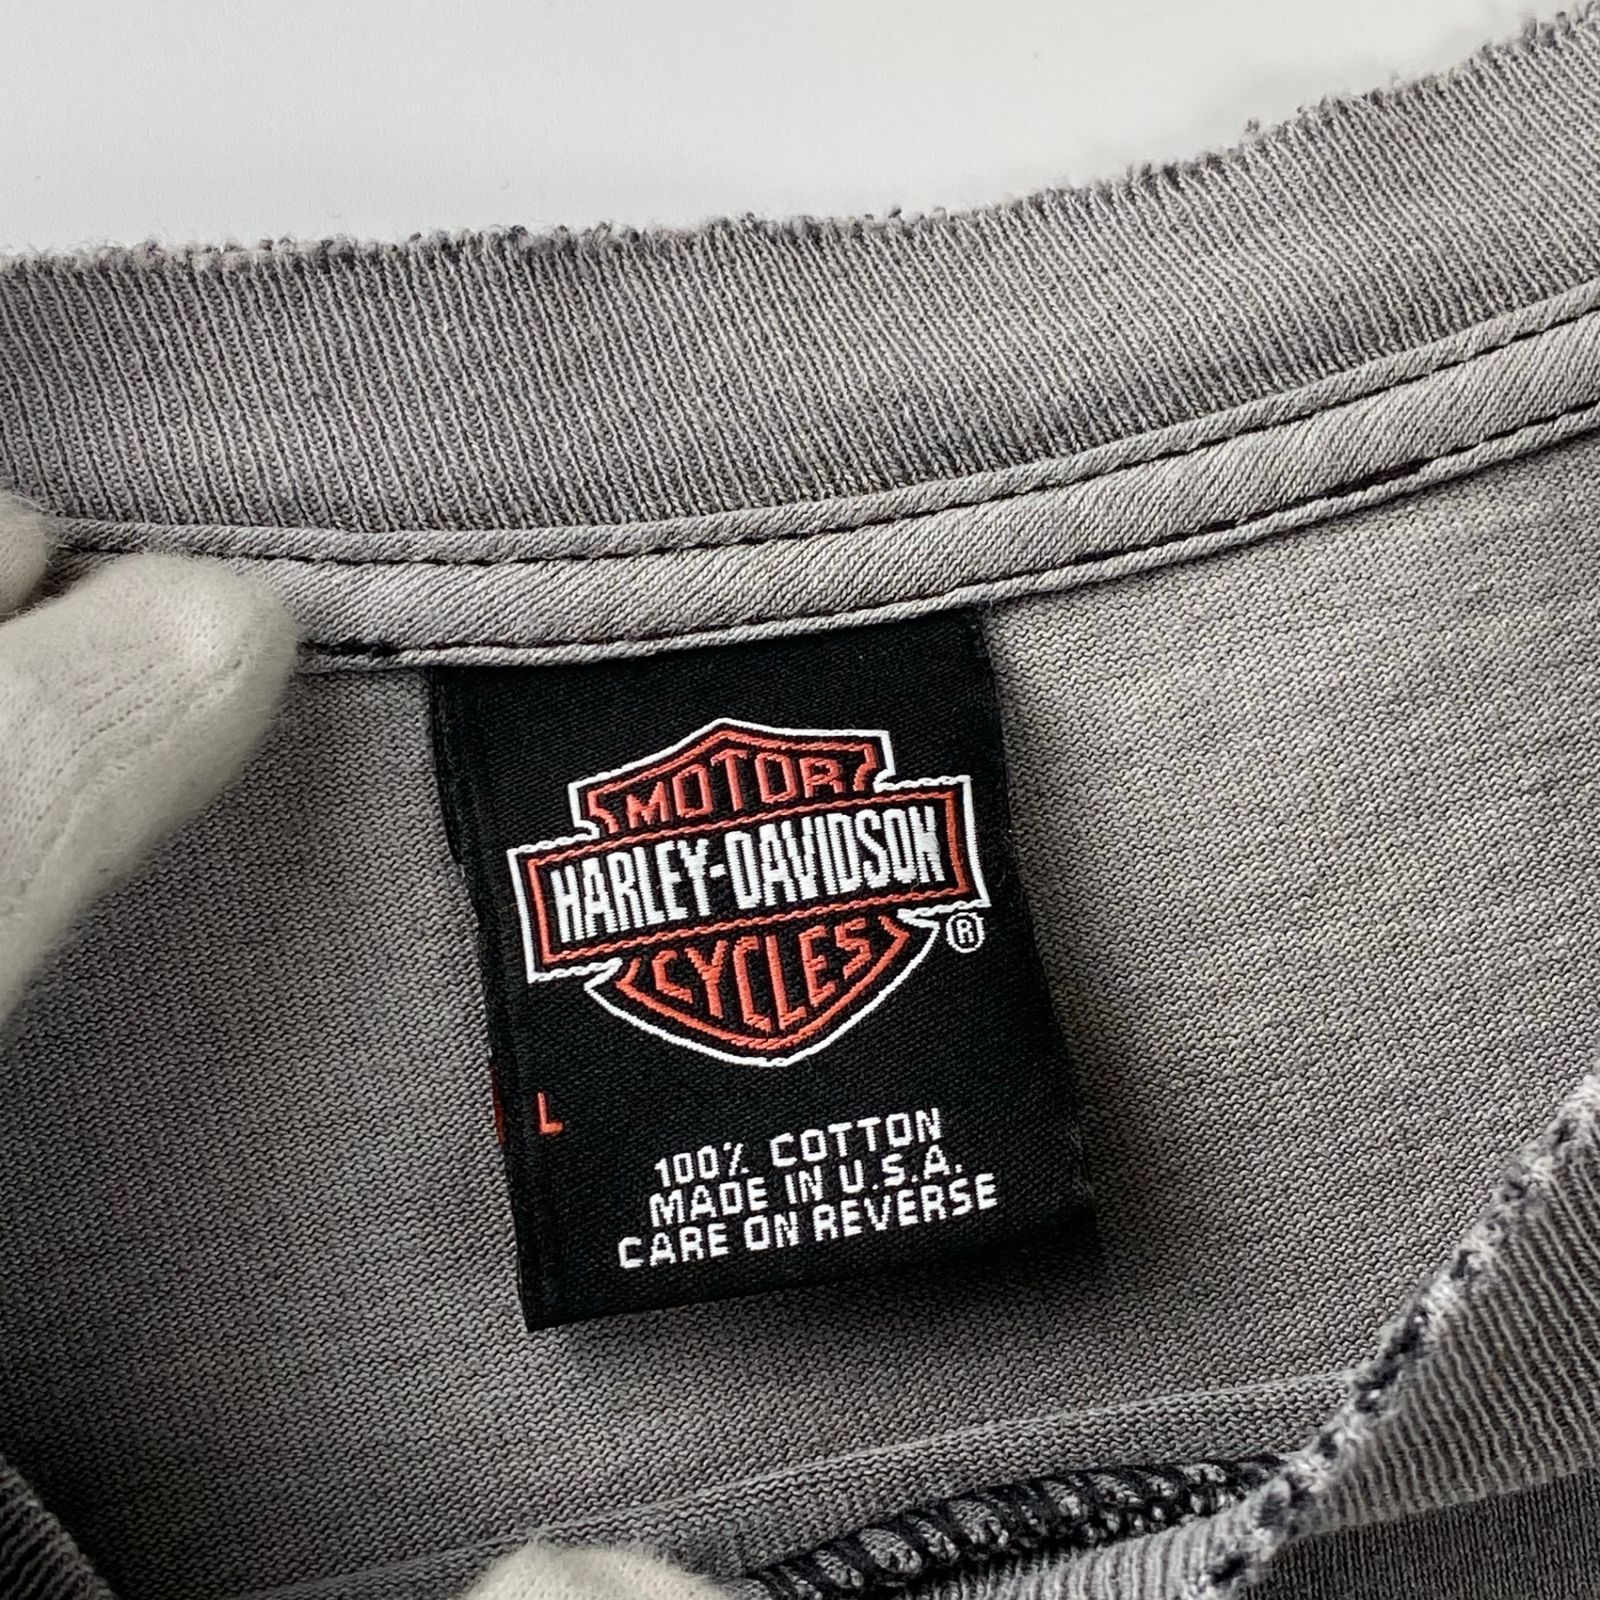 MOTOR
HARLEY-DAVIDSON
CYCLES
®
L
100% COTTON
MADE IN U.S.A.
CARE ON REVERSE